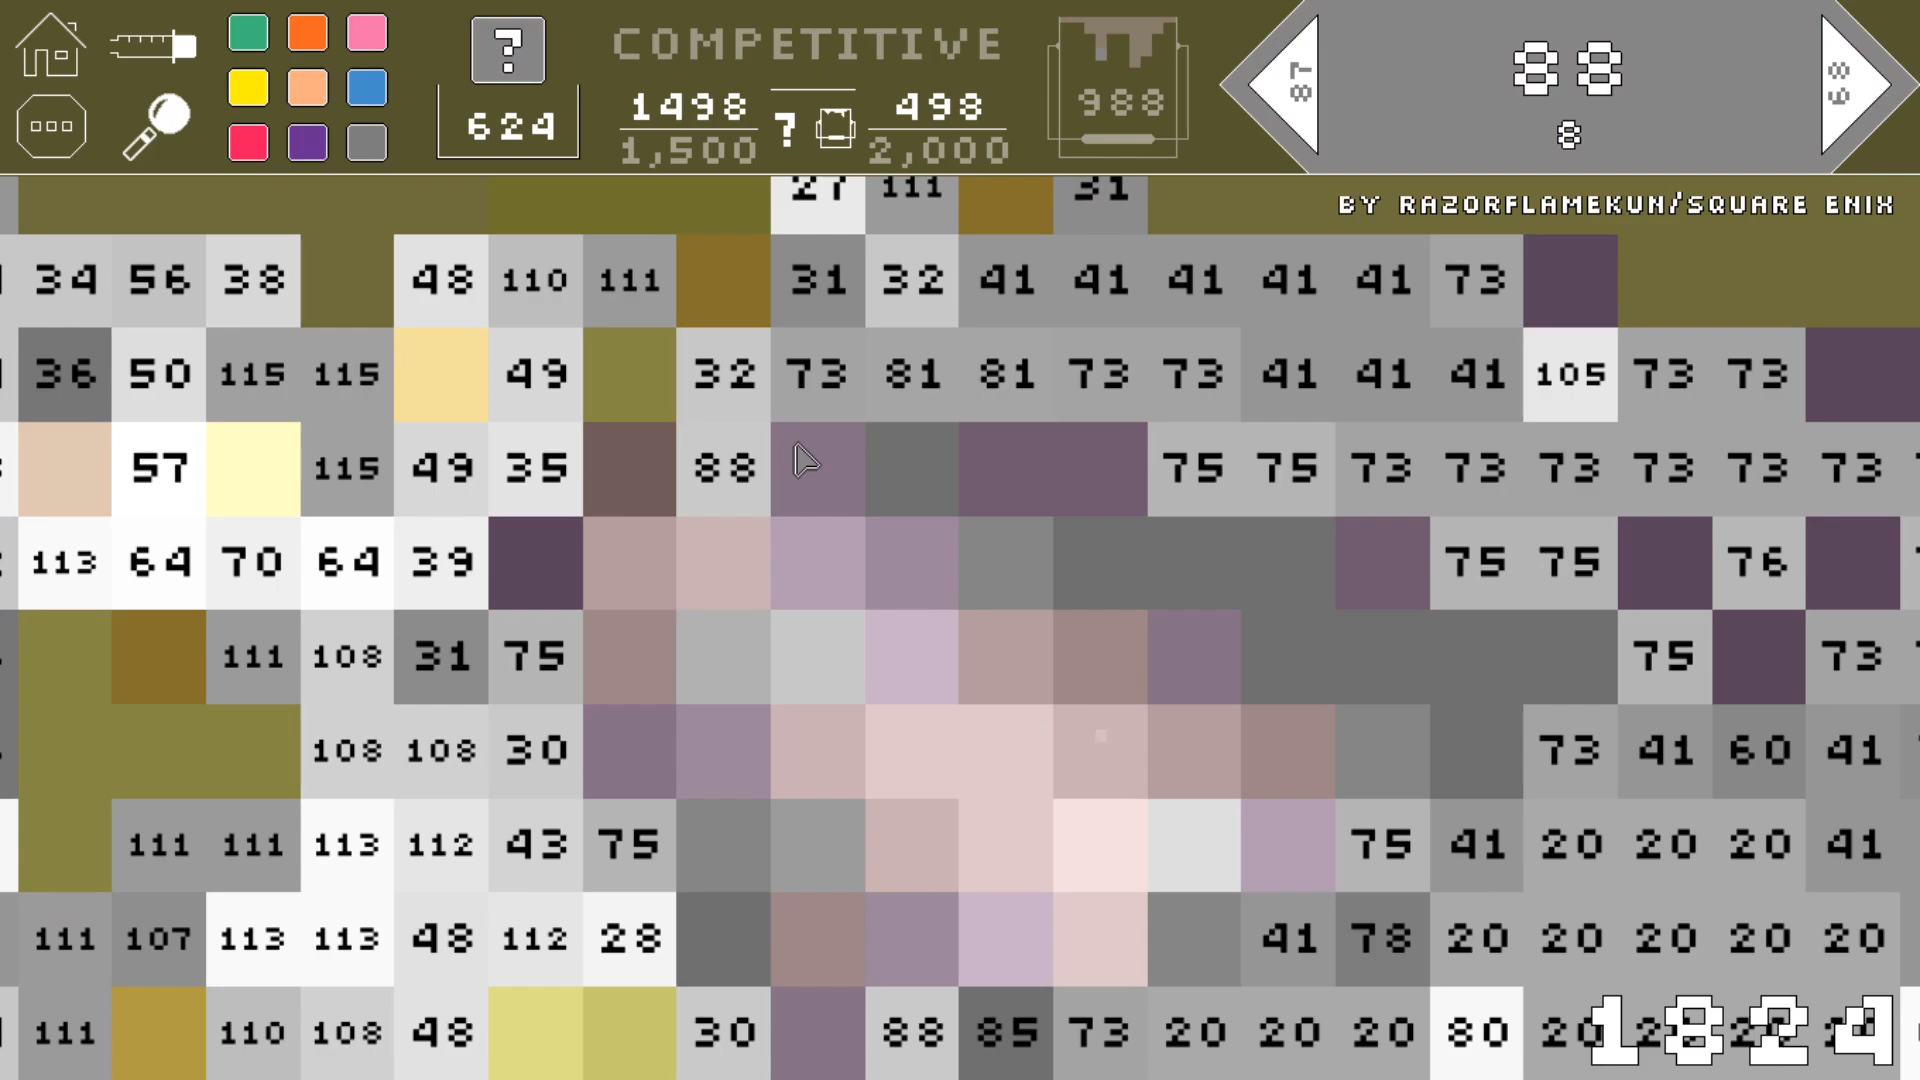 ?
COMPETITIVE
624
1498
1,500
?
498
2,000
988
87
88
8
89
BY RAZORFLAMEKUN/SQUARE ENIX
27 111 31
34 56 38 48 110 111 31 32 41 41 41 41 41 73
36 50 115 115 49 32 73 81 81 73 73 41 41 41 105 73 73
57 115 49 35 88 75 75 73 73 73 73 73 73
113 64 70 64 39 75 75 76
111 108 31 75 75 73
108 108 30 73 41 60 41
111 111 113 112 43 75 75 41 20 20 20 41
111 107 113 113 48 112 28 41 78 20 20 20 20 20
111 110 108 48 30 88 85 73 20 20 20 80 20
1824